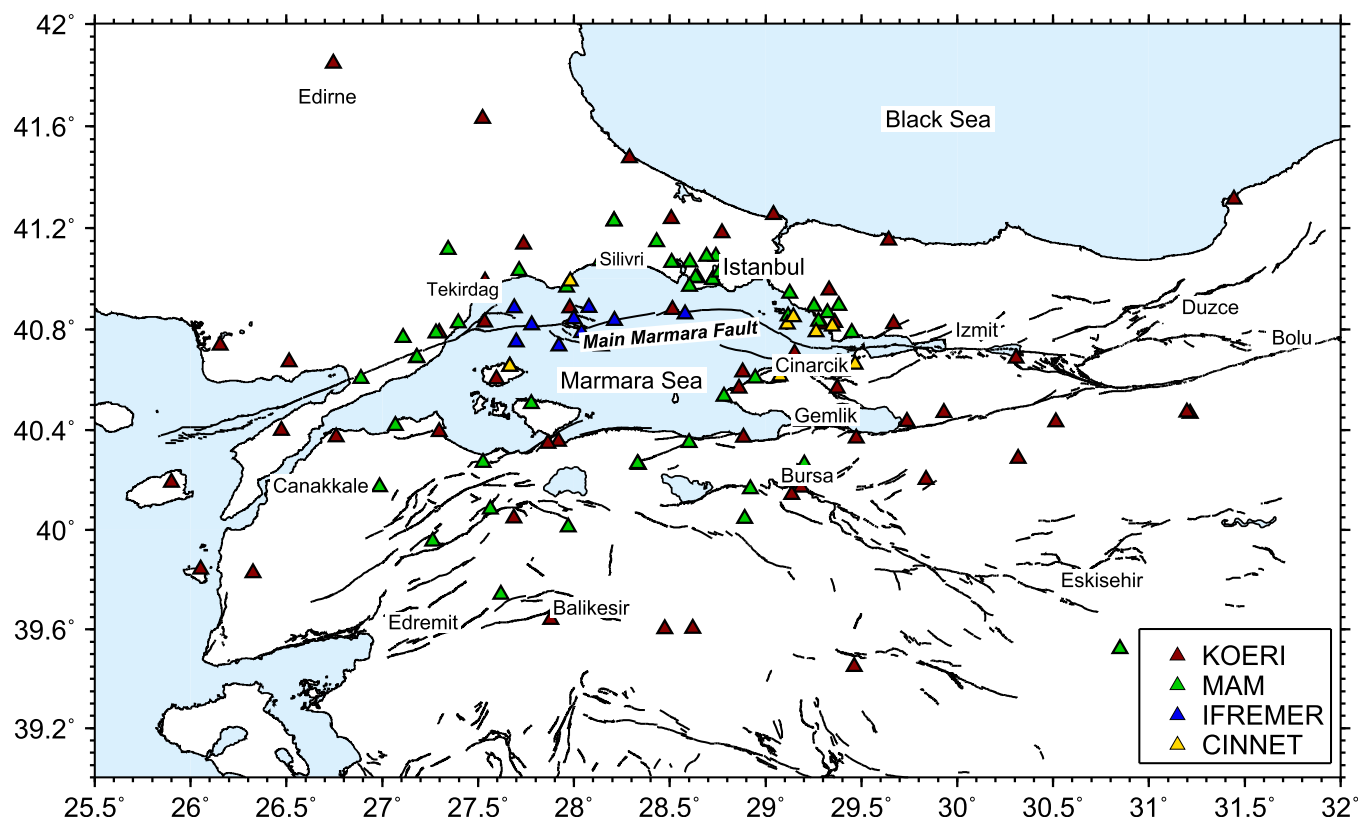 42˚
41.6˚
41.2˚
40.8˚
40.4˚
40˚
39.6˚
39.2˚
Edirne
Black Sea
Silivri
Istanbul
Tekirdag
Duzce
Izmit
Main Marmara Fault
Bolu
Cinarcik
Marmara Sea
Gemlik
Bursa
Canakkale
Eskisehir
Balikesir
Edremit
KOERI
MAM
IFREMER
CINNET
25.5˚ 26˚ 26.5˚ 27˚ 27.5˚ 28˚ 28.5˚ 29˚ 29.5˚ 30˚ 30.5˚ 31˚ 31.5˚ 32˚